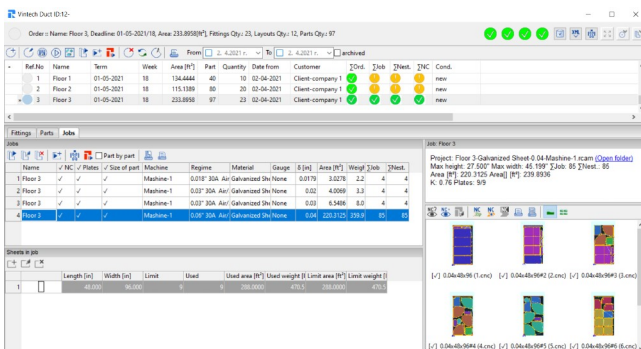 Vintech Duct ID:12-
Order :: Name: Floor 3, Deadline: 01-05-2021/18, Area: 233.8958[ft²], Fittings Qty.: 23, Layouts Qty.: 12, Parts Qty.: 97
From 2. 4.2021 г. To 2. 4.2021 г. archived
Ref.No Name Term Week Area [ft²] Part Quantity Date from Customer ∑Ord. ∑Job ∑Nest. ∑NC Cond.
1 Floor 1 01-05-2021 18 134.4444 40 10 02-04-2021 Client-company 1 new
2 Floor 2 01-05-2021 18 115.1389 80 20 02-04-2021 Client-company 1 new
3 Floor 3 01-05-2021 18 233.8958 97 23 02-04-2021 Client-company 1 new
Fittings Parts Jobs
Jobs
Part by part
Name ✓ NC ✓ Plates ✓ Size of part Machine Regime Material Gauge δ [in] Area [ft²] Weigh ∑Job ∑Nest.
1 Floor 3 ✓ ✓ ✓ Mashine-1 0.018" 30A Air Galvanized She None 0.0179 3.0278 2.2 4 4
2 Floor 3 ✓ ✓ ✓ Mashine-1 0.03" 30A Air/ Galvanized She None 0.02 4.0069 3.3 4 4
3 Floor 3 ✓ ✓ ✓ Mashine-1 0.03" 30A Air/ Galvanized She None 0.03 6.5486 8.0 4 4
4 Floor 3 ✓ ✓ ✓ Mashine-1 0.09" 30A Air/ Galvanized She None 0.04 220.3125 359.9 85 85
Sheets in job
Length [in] Width [in] Limit Used Used area [ft²] Used weight [l Limit area [ft²] Limit weight [l
1 48.000 96.000 9 9 288.0000 470.5 288.0000 470.5
Job: Floor 3
Project: Floor 3-Galvanized Sheet-0.04-Mashine-1.rcam (Open folder)
Max height: 27.500" Max width: 45.199" ∑Job: 85 ∑Nest.: 85
Area [ft²]: 220.3125 Area[] [ft²]: 239.8936
K: 0.76 Plates: 9/9
[✓] 0.04x48x96 (1.cnc) [✓] 0.04x48x96#2 (2.cnc) [✓] 0.04x48x96#3 (3.cnc)
[✓] 0.04x48x96#4 (4.cnc) [✓] 0.04x48x96#5 (5.cnc) [✓] 0.04x48x96#6 (6.cnc)